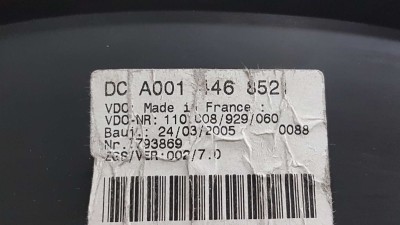 DC A001 446 852
VDO: Made in France :
VDO-NR: 110.008/929/060
Baui.: 24/03/2005 0088
Nr.: 793869
ZGS/VER:002/7.0